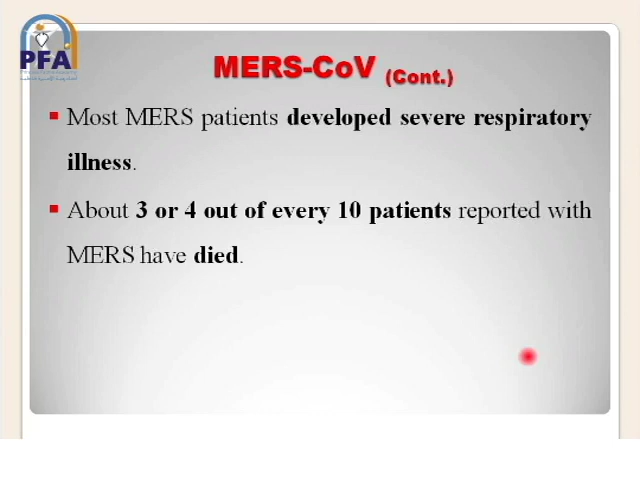 PFA
MERS-CoV (Cont.)
Most MERS patients developed severe respiratory
illness.
About 3 or 4 out of every 10 patients reported with
MERS have died.